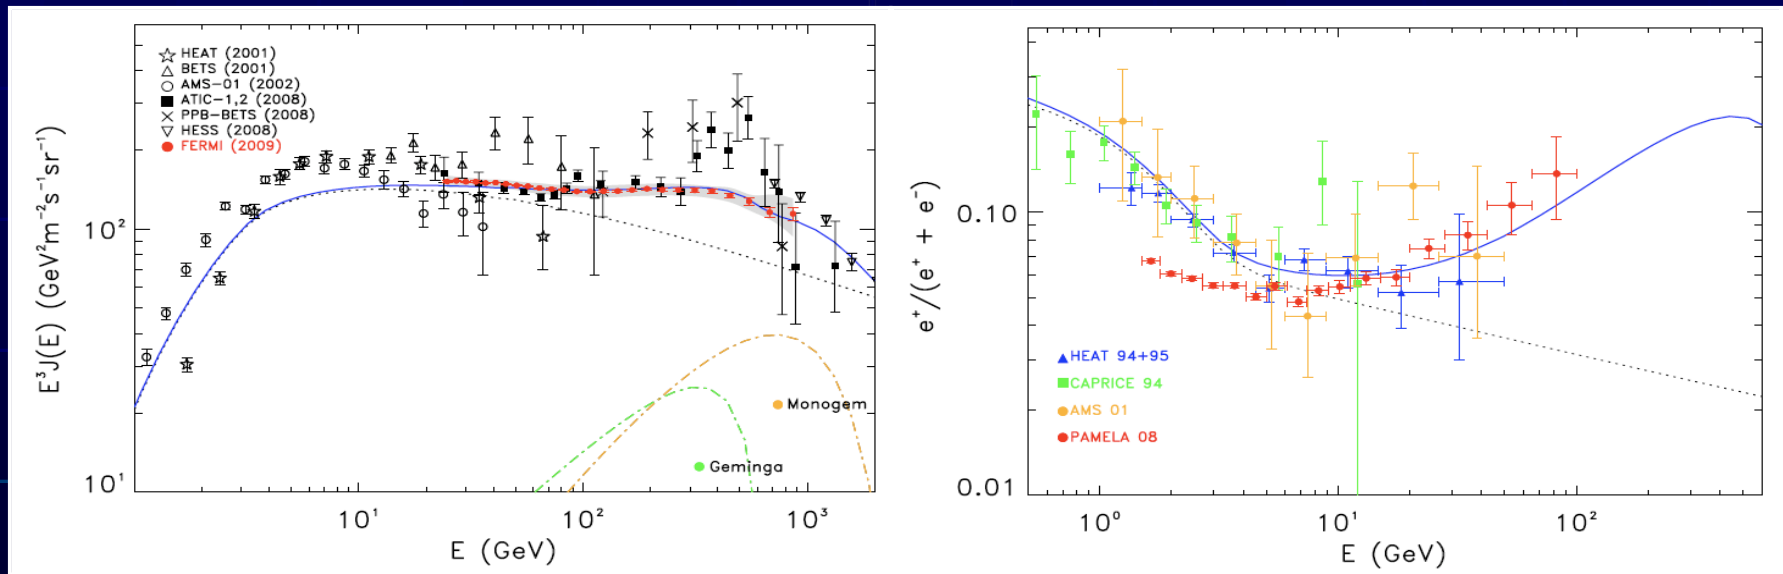 HEAT (2001)
BETS (2001)
AMS-01 (2002)
ATIC-1,2 (2008)
PPB-BETS (2008)
HESS (2008)
FERMI (2009)
E³J(E) (GeV²m⁻²s⁻¹sr⁻¹)
10²
10¹
Monogem
Geminga
10¹ 10² 10³
E (GeV)
e⁺/(e⁺ + e⁻)
0.10
0.01
HEAT 94+95
CAPRICE 94
AMS 01
PAMELA 08
10⁰ 10¹ 10²
E (GeV)